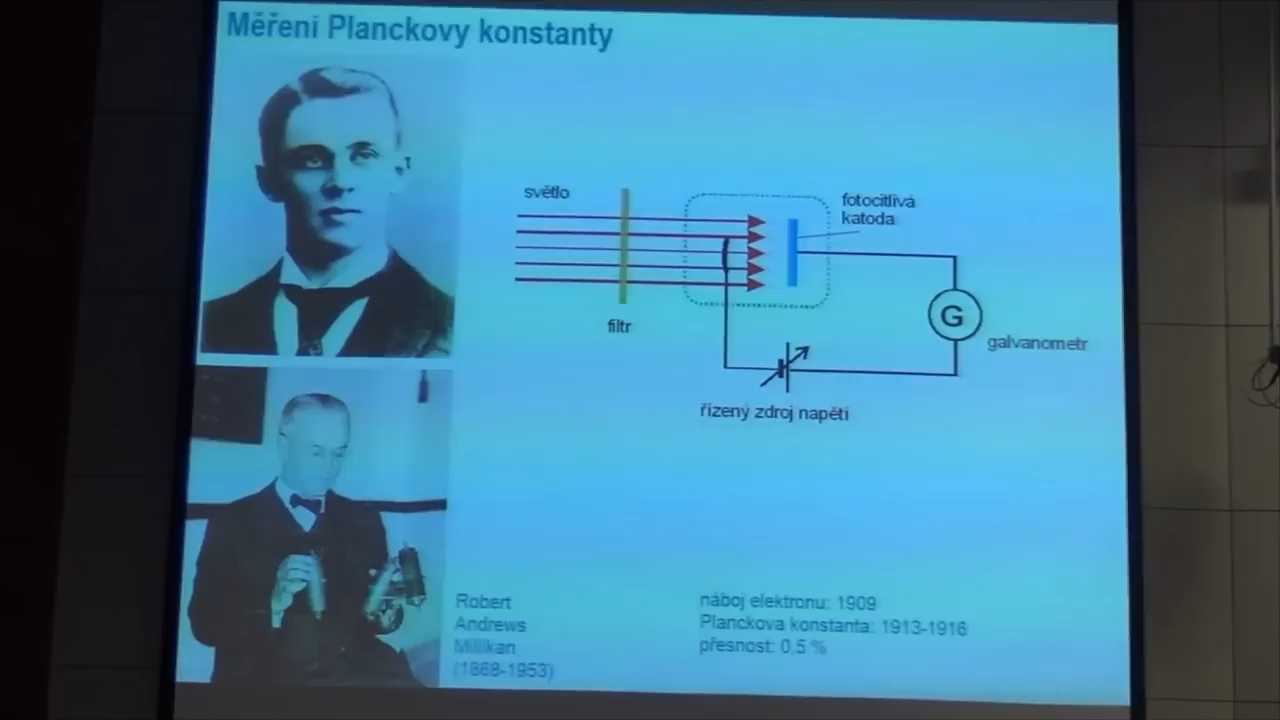 Měření Planckovy konstanty
světlo
fotocitlivá
katoda
filtr
G
galvanometr
řízený zdroj napětí
Robert
Andrews
Millikan
(1868-1953)
náboj elektronu: 1909
Planckova konstanta: 1913-1916
přesnost: 0,5 %